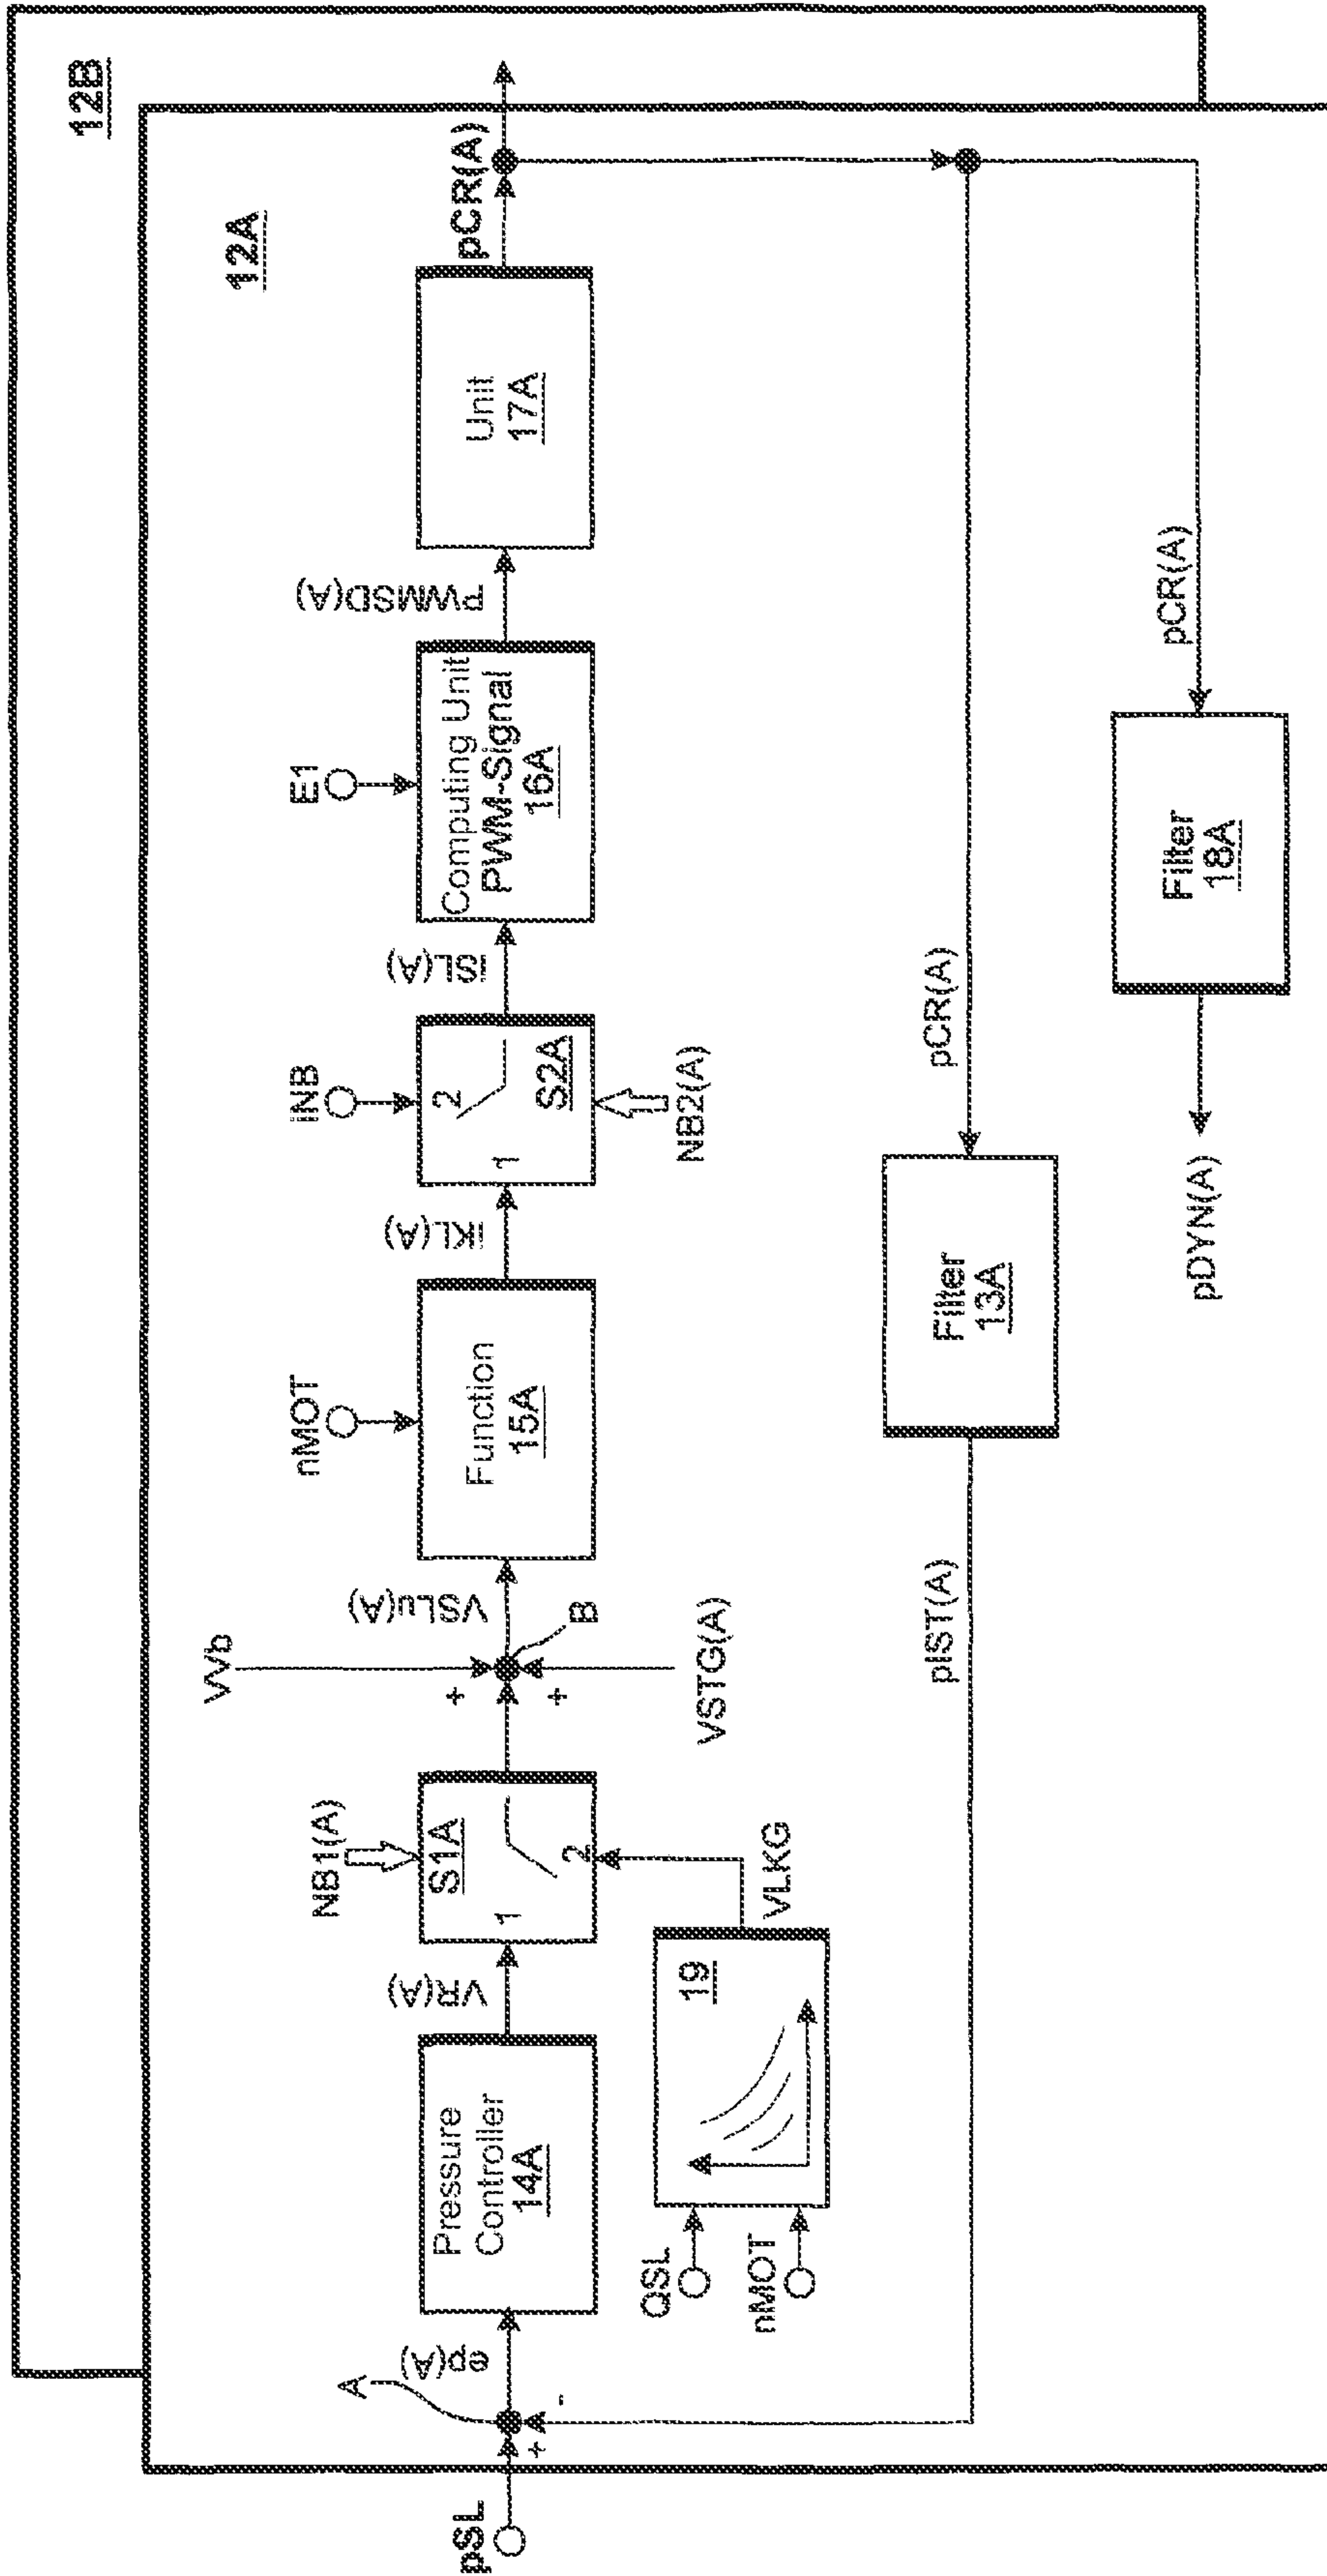 12B
12A
pSL
+
-
A
ep(A)
Pressure
Controller
14A
VR(A)
NB1(A)
S1A
1
2
QSL
nMOT
19
VLKG
VVb
+
+
B
VSTG(A)
VSLu(A)
nMOT
Function
15A
iKL(A)
iNB
2
1
S2A
NB2(A)
iSL(A)
E1
Computing Unit
PWM-Signal
16A
PWMSD(A)
Unit
17A
pCR(A)
pCR(A)
Filter
13A
pIST(A)
pCR(A)
Filter
18A
pDYN(A)